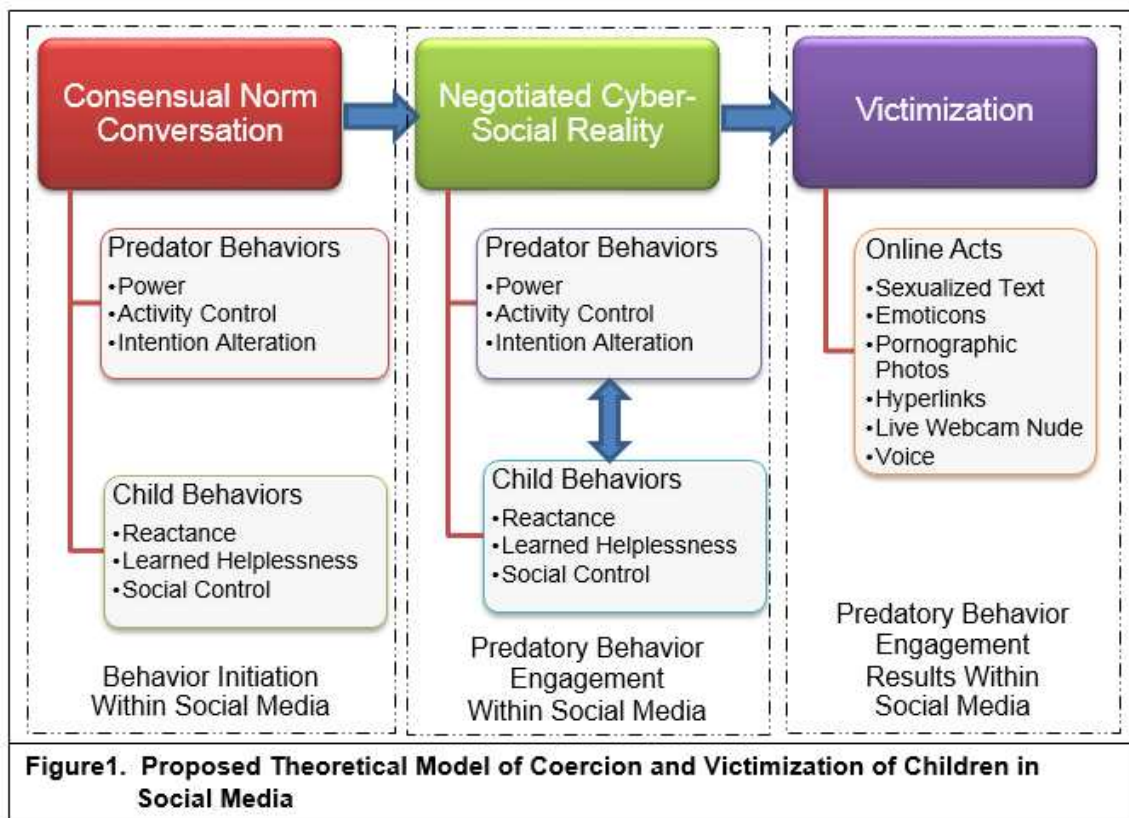 Consensual Norm
Conversation
Predator Behaviors
•Power
•Activity Control
•Intention Alteration
Child Behaviors
•Reactance
•Learned Helplessness
•Social Control
Behavior Initiation
Within Social Media
Negotiated Cyber-
Social Reality
Predator Behaviors
•Power
•Activity Control
•Intention Alteration
Child Behaviors
•Reactance
•Learned Helplessness
•Social Control
Predatory Behavior
Engagement
Within Social Media
Victimization
Online Acts
•Sexualized Text
•Emoticons
•Pornographic
Photos
•Hyperlinks
•Live Webcam Nude
•Voice
Predatory Behavior
Engagement
Results Within
Social Media
Figure1. Proposed Theoretical Model of Coercion and Victimization of Children in
Social Media